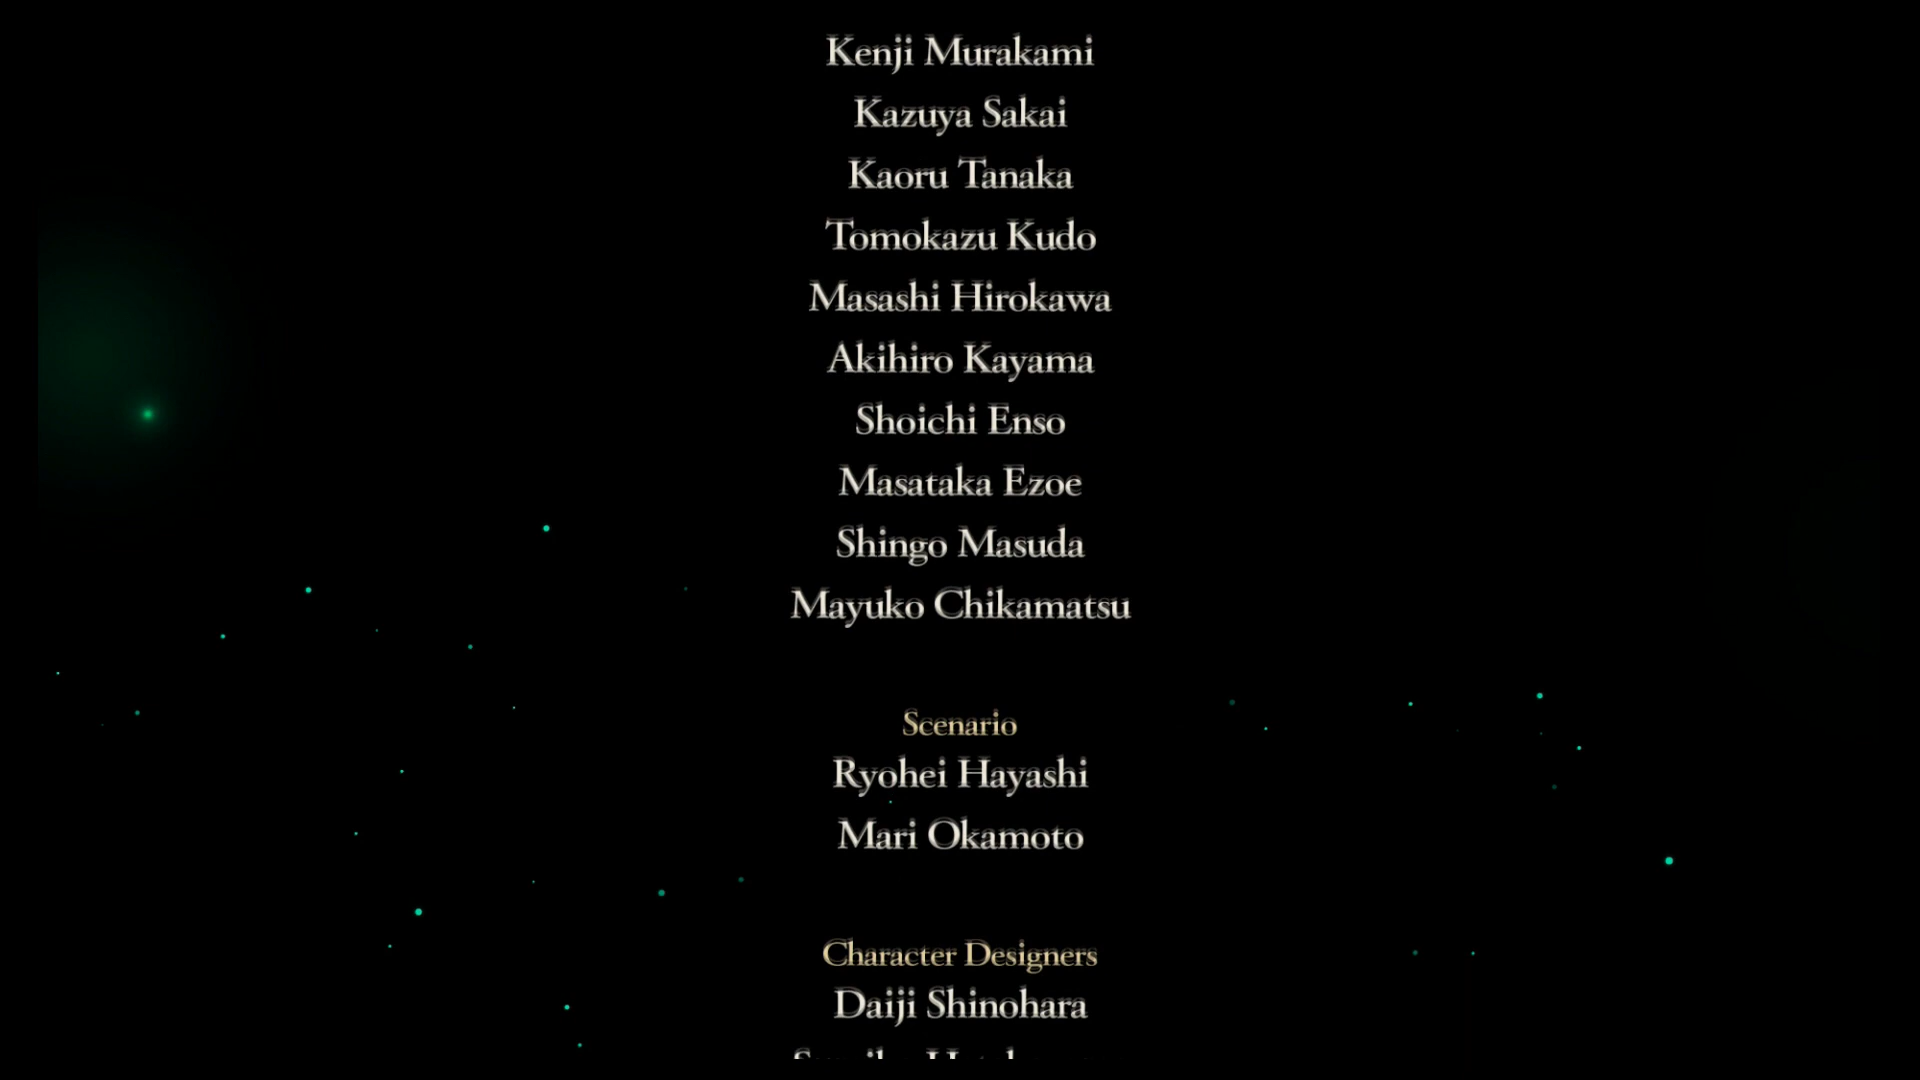 Kenji Murakami
Kazuya Sakai
Kaoru Tanaka
Tomokazu Kudo
Masashi Hirokawa
Akihiro Kayama
Shoichi Enso
Masataka Ezoe
Shingo Masuda
Mayuko Chikamatsu
Scenario
Ryohei Hayashi
Mari Okamoto
Character Designers
Daiji Shinohara